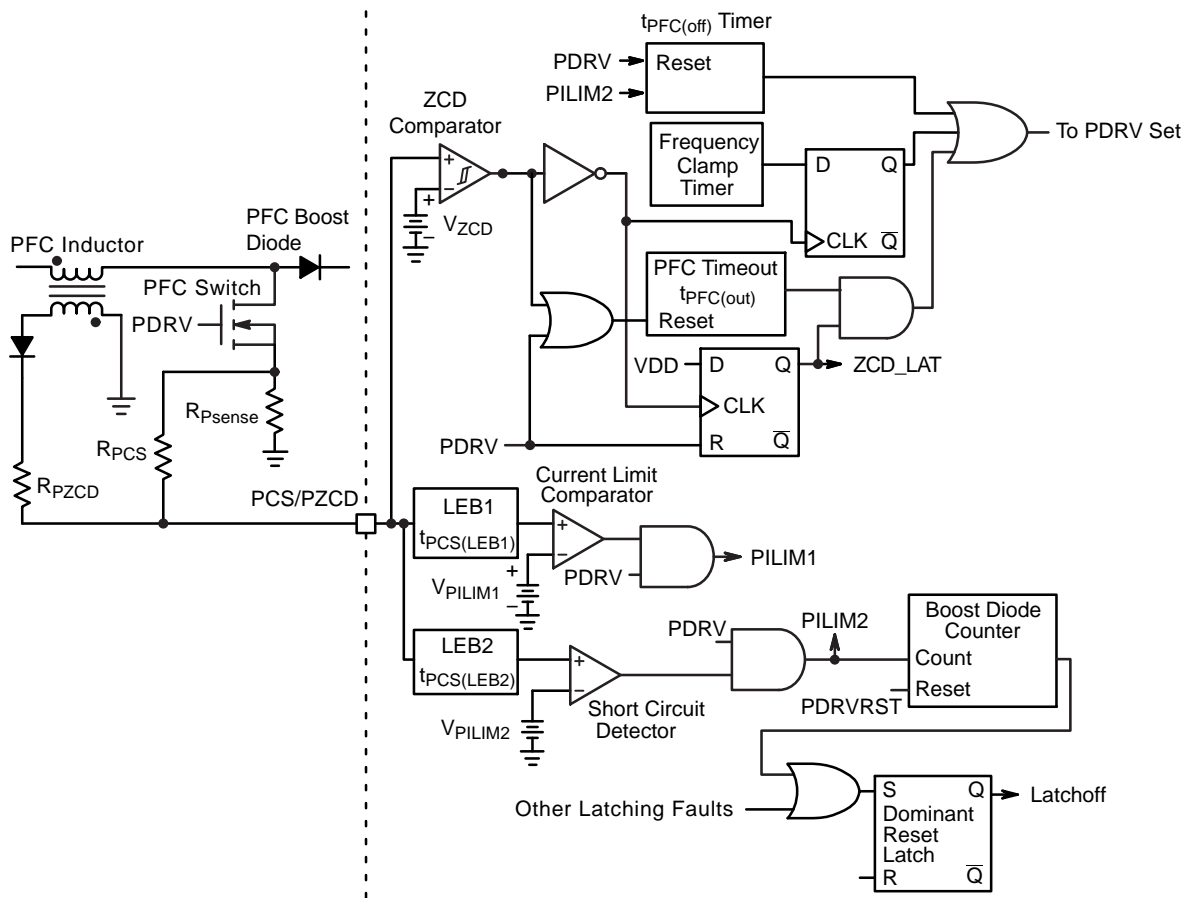 tPFC(off) Timer
PDRV
PILIM2
Reset
ZCD
Comparator
+
−
+
−
VZCD
Frequency
Clamp
Timer
D
Q
CLK
Q
To PDRV Set
PFC Boost
Diode
PFC Inductor
PFC Switch
PDRV
PFC Timeout
tPFC(out)
Reset
VDD
D
Q
CLK
R
Q
ZCD_LAT
PDRV
RPsense
RPCS
RPZCD
PCS/PZCD
LEB1
tPCS(LEB1)
Current Limit
Comparator
+
−
+
−
VPILIM1
PDRV
PILIM1
LEB2
tPCS(LEB2)
+
−
VPILIM2
Short Circuit
Detector
PDRV
PILIM2
Boost Diode
Counter
Count
Reset
PDRVRST
Other Latching Faults
S
Q
Dominant
Reset
Latch
R
Q
Latchoff